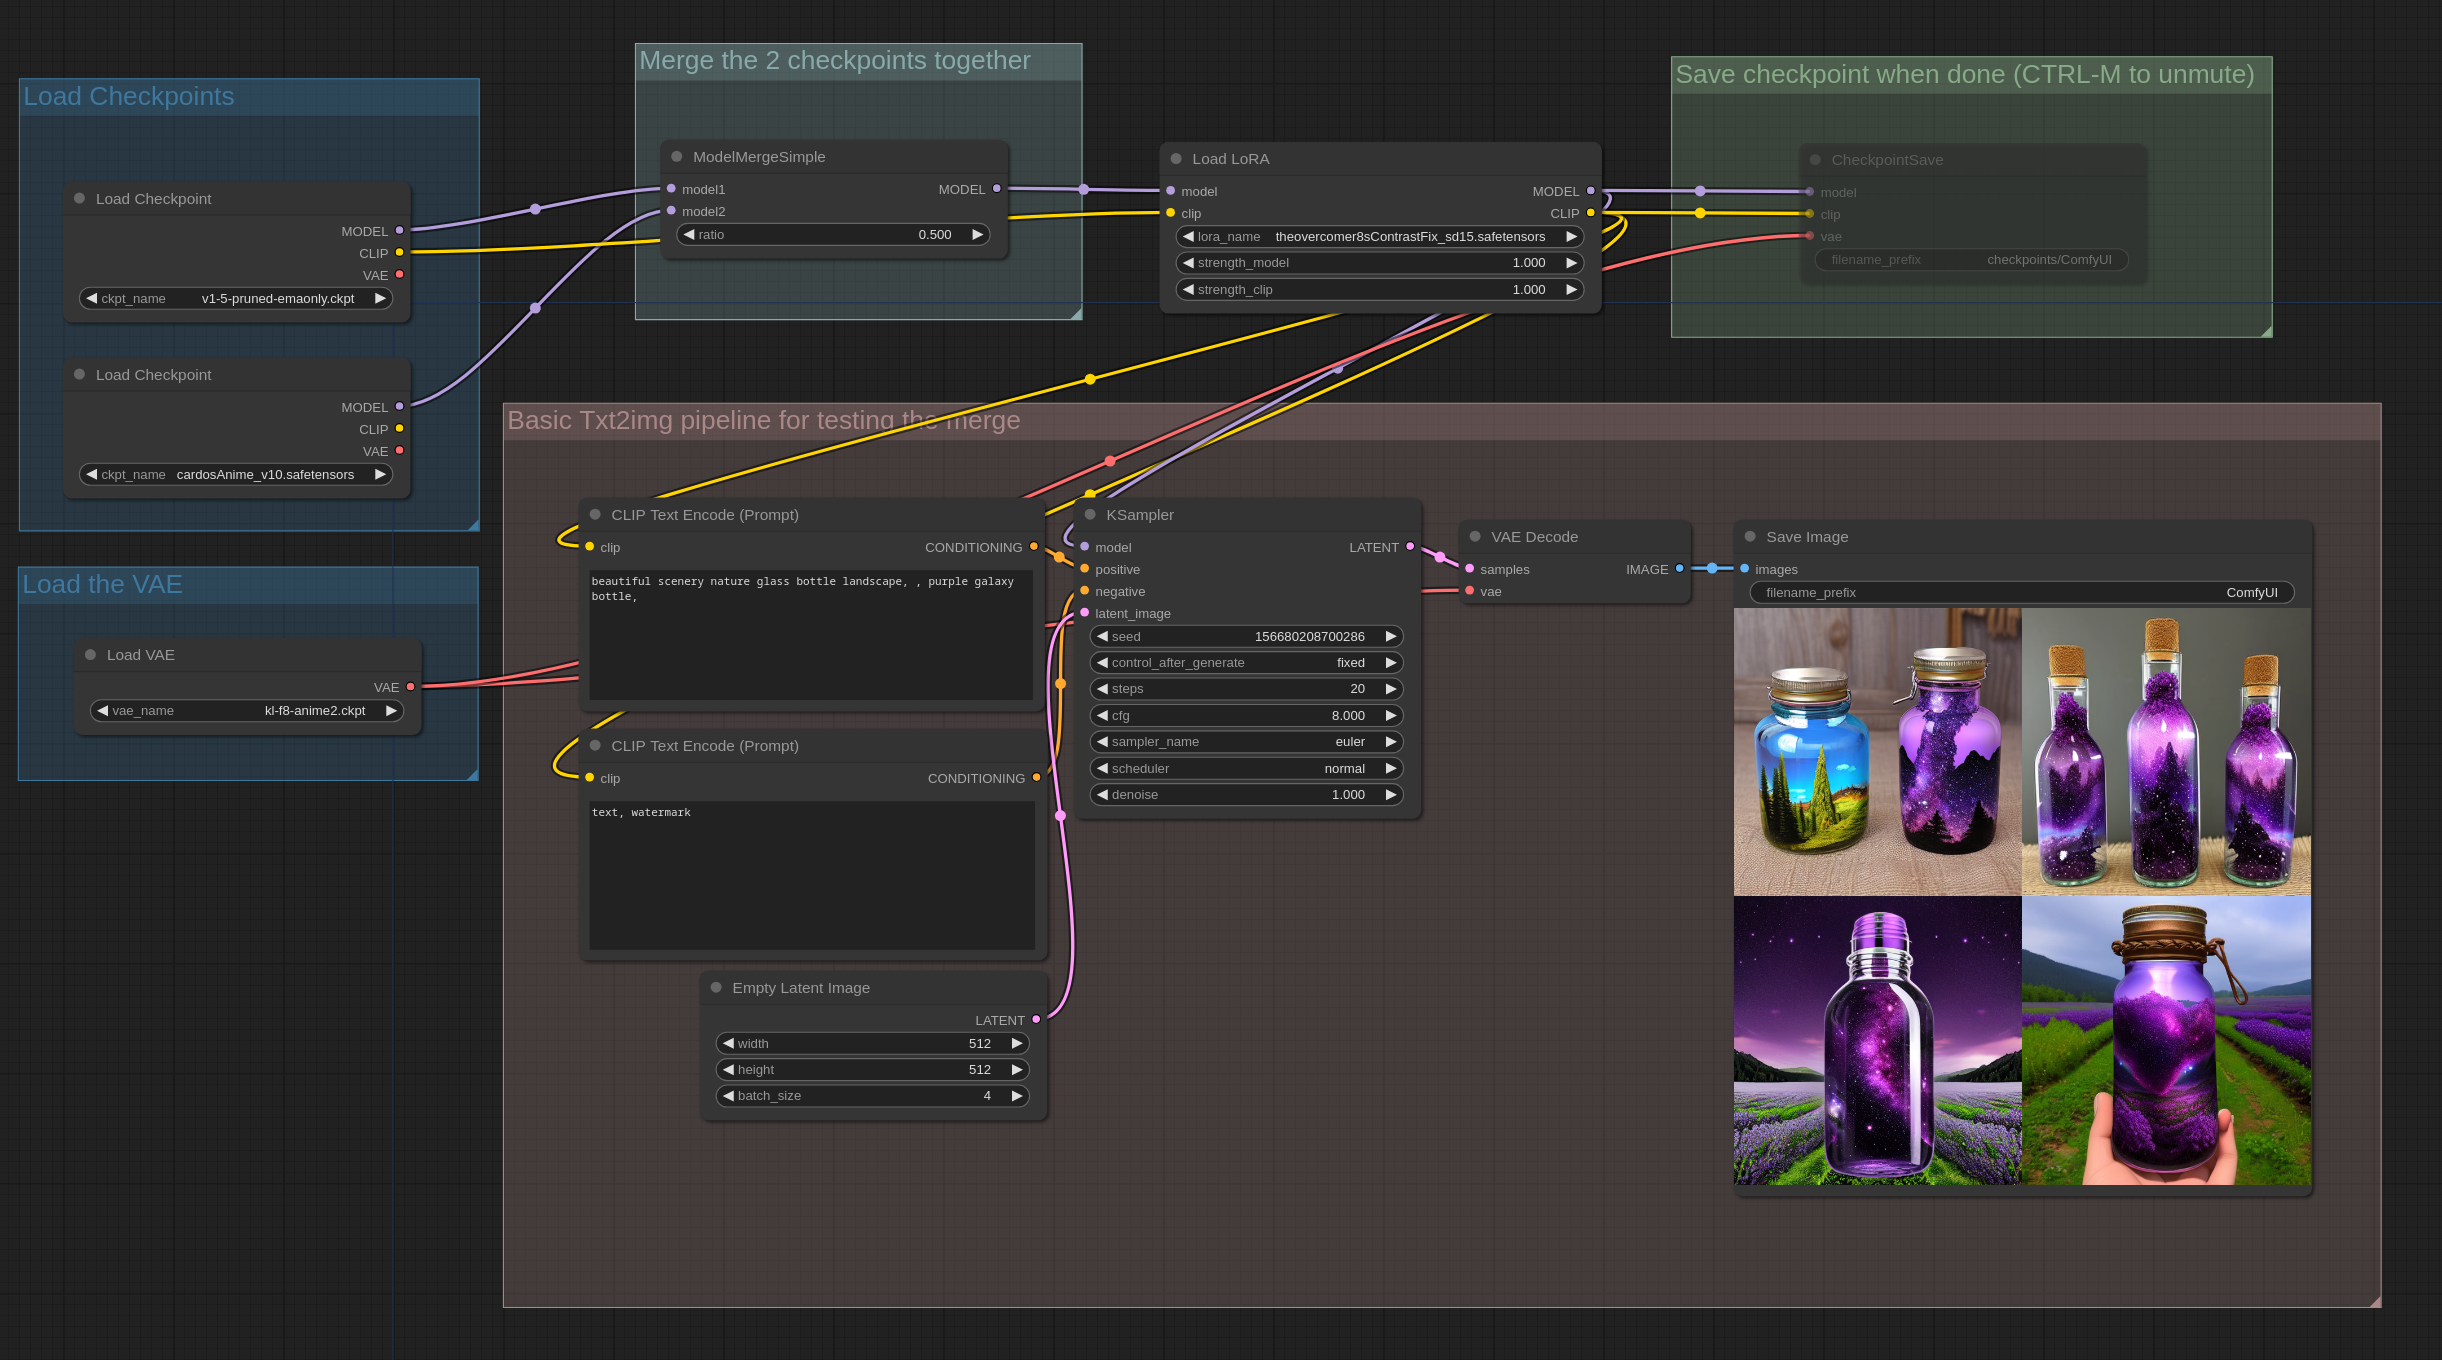 Load Checkpoints
Load Checkpoint
MODEL
CLIP
VAE
ckpt_name v1-5-pruned-emaonly.ckpt
Load Checkpoint
MODEL
CLIP
VAE
ckpt_name cardosAnime_v10.safetensors
Load the VAE
Load VAE
VAE
vae_name kl-f8-anime2.ckpt
Merge the 2 checkpoints together
ModelMergeSimple
model1 MODEL
model2
ratio 0.500
Load LoRA
model MODEL
clip CLIP
lora_name theovercomer8sContrastFix_sd15.safetensors
strength_model 1.000
strength_clip 1.000
Save checkpoint when done (CTRL-M to unmute)
CheckpointSave
model
clip
vae
filename_prefix checkpoints/ComfyUI
Basic Txt2img pipeline for testing the merge
CLIP Text Encode (Prompt)
clip CONDITIONING
beautiful scenery nature glass bottle landscape, , purple galaxy
bottle,
CLIP Text Encode (Prompt)
clip CONDITIONING
text, watermark
Empty Latent Image
LATENT
width 512
height 512
batch_size 4
KSampler
model LATENT
positive
negative
latent_image
seed 156680208700286
control_after_generate fixed
steps 20
cfg 8.000
sampler_name euler
scheduler normal
denoise 1.000
VAE Decode
samples IMAGE
vae
Save Image
images
filename_prefix ComfyUI